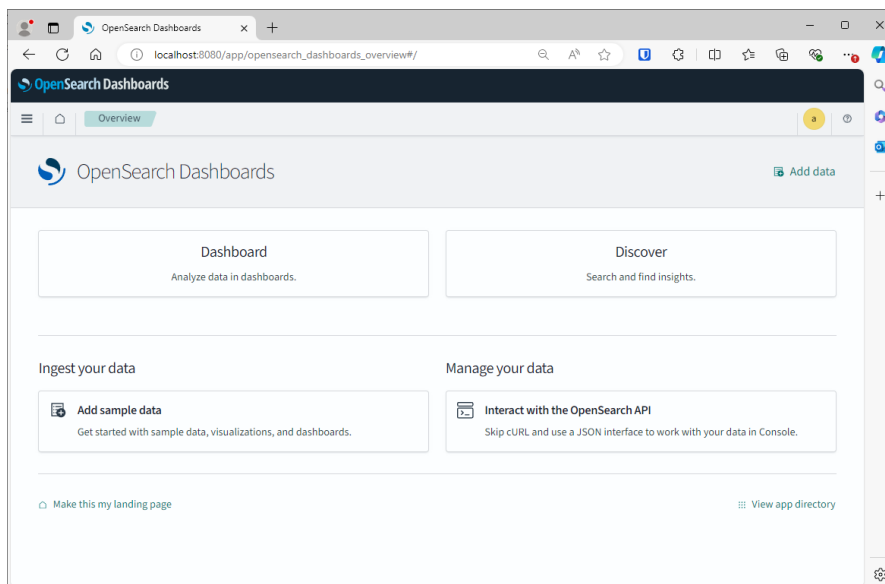 OpenSearch Dashboards
localhost:8080/app/opensearch_dashboards_overview#/
OpenSearch Dashboards
Overview
a
OpenSearch Dashboards
Add data
Dashboard
Analyze data in dashboards.
Discover
Search and find insights.
Ingest your data
Manage your data
Add sample data
Get started with sample data, visualizations, and dashboards.
Interact with the OpenSearch API
Skip cURL and use a JSON interface to work with your data in Console.
Make this my landing page
View app directory